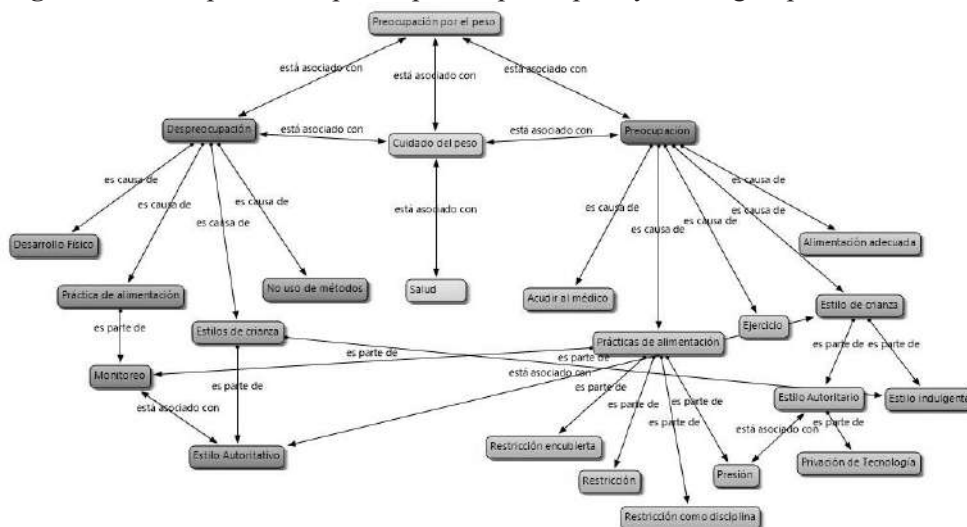 Preocupación por el peso
está asociado con
está asociado con
está asociado con
Despreocupación
está asociado con
Cuidado del peso
está asociado con
Preocupación
es causa de
es causa de
es causa de
es causa de
está asociado con
es causa de
es causa de
es causa de
es causa de
es causa de
Desarrollo Físico
Alimentación adecuada
Práctica de alimentación
No uso de métodos
Salud
Acudir al médico
Estilo de crianza
Ejercicio
es parte de
Estilos de crianza
Prácticas de alimentación
es parte de
es parte de
es parte de
es parte de
Monitoreo
es parte de
está asociado con
es parte de
es parte de
es parte de
Estilo Autoritario
Estilo indulgente
está asociado con
es parte de
está asociado con
es parte de
Restricción encubierta
Estilo Autoritativo
Privación de Tecnología
Restricción
Presión
Restricción como disciplina